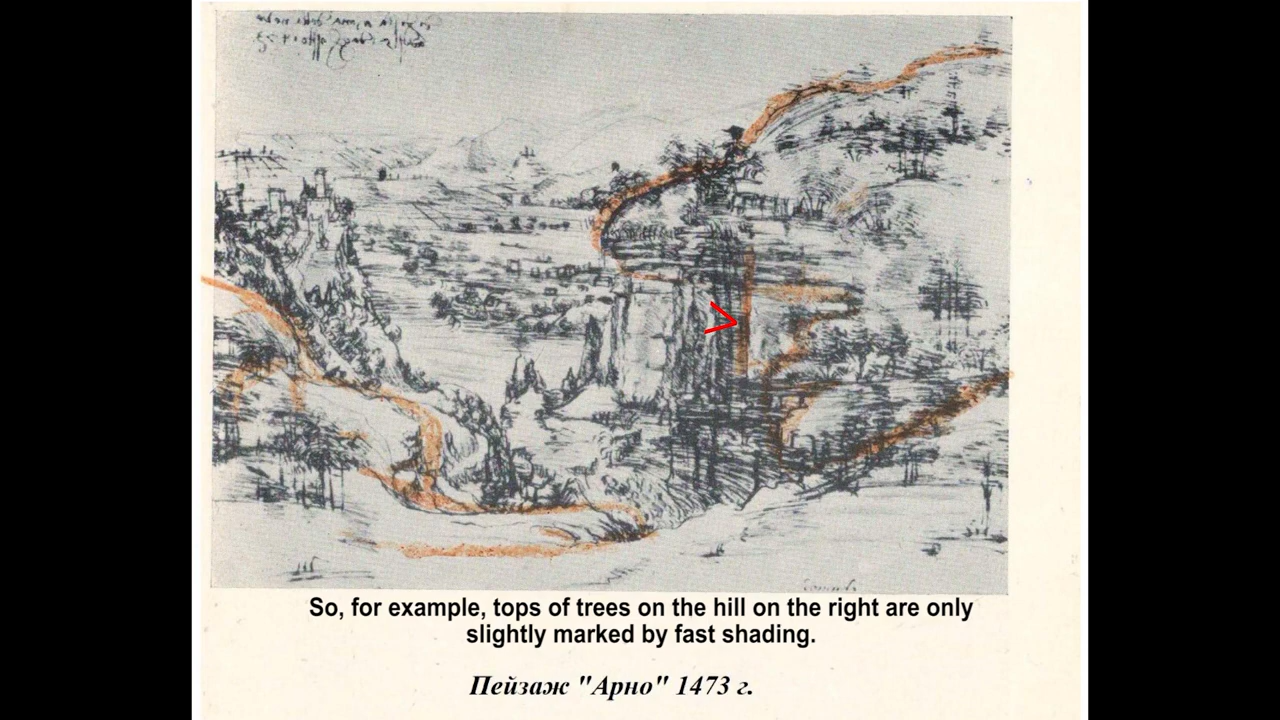 So, for example, tops of trees on the hill on the right are only
slightly marked by fast shading.
Пейзаж "Арно" 1473 г.